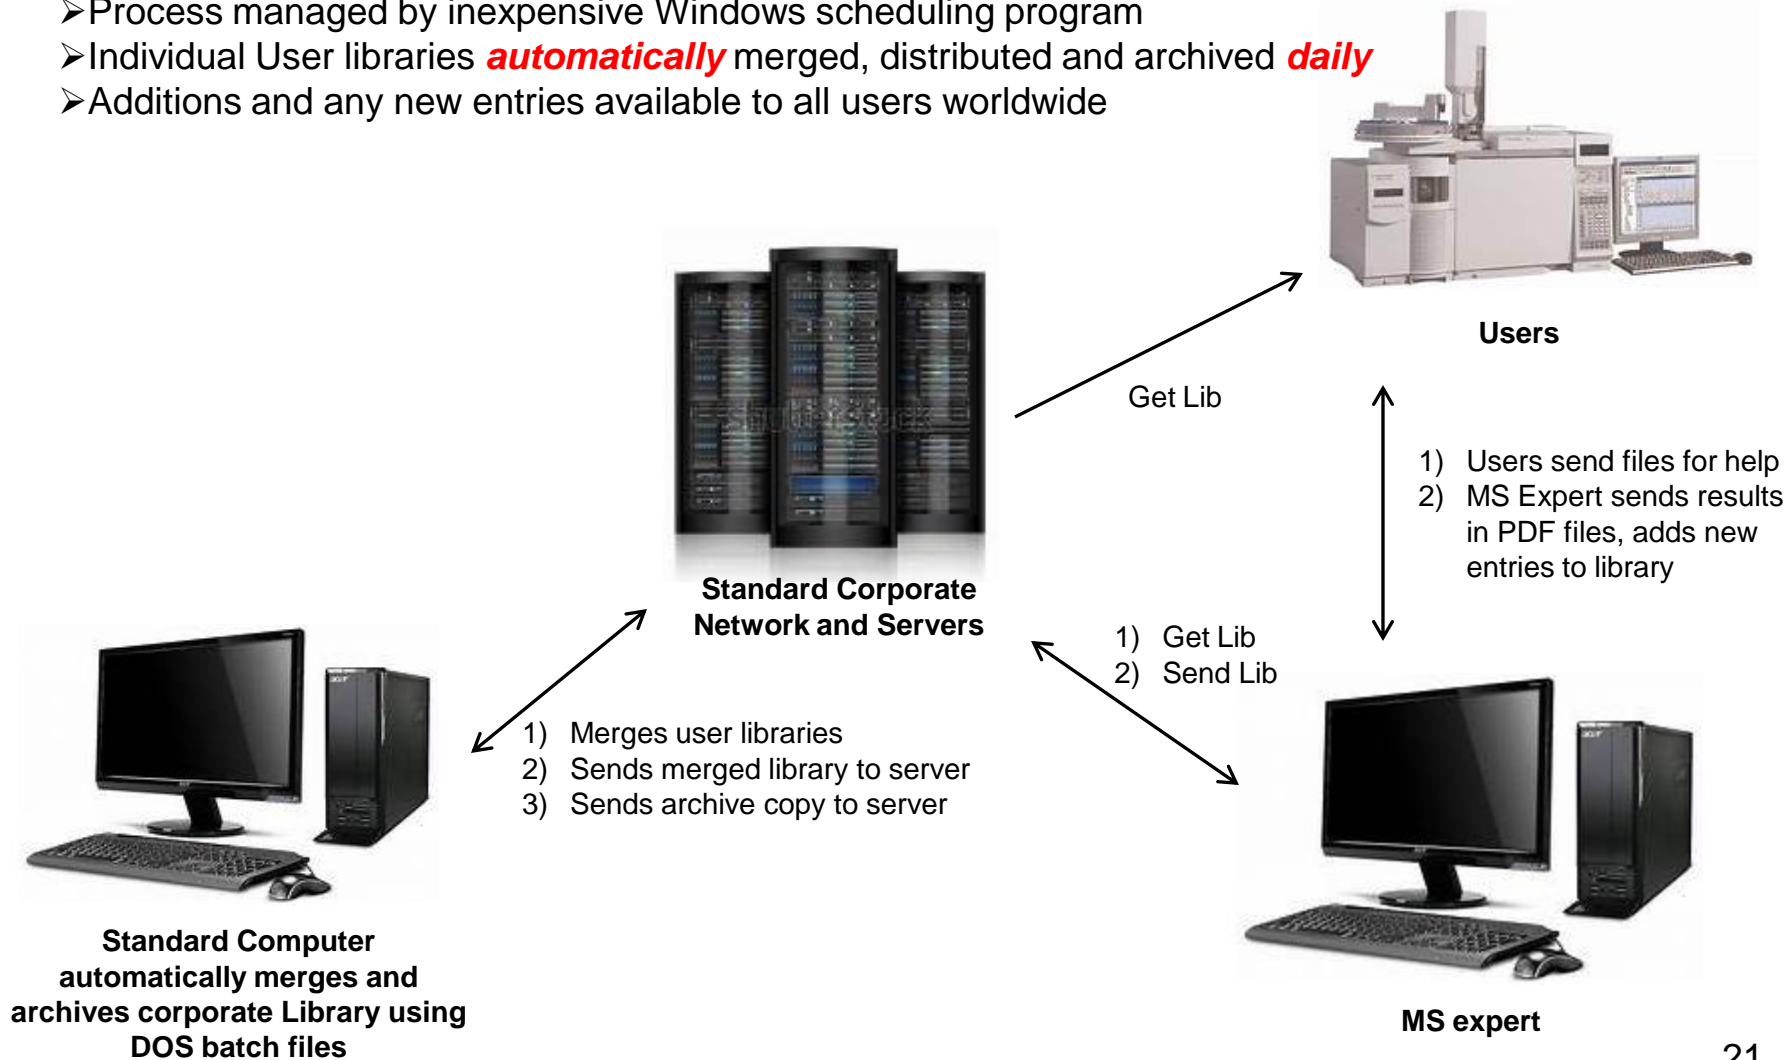 ➢Process managed by inexpensive Windows scheduling program
➢Individual User libraries automatically merged, distributed and archived daily
➢Additions and any new entries available to all users worldwide
Users
Get Lib
1) Users send files for help
2) MS Expert sends results
in PDF files, adds new
entries to library
shutterstock
Standard Corporate
Network and Servers
1) Get Lib
2) Send Lib
1) Merges user libraries
2) Sends merged library to server
3) Sends archive copy to server
Standard Computer
automatically merges and
archives corporate Library using
DOS batch files
MS expert
21